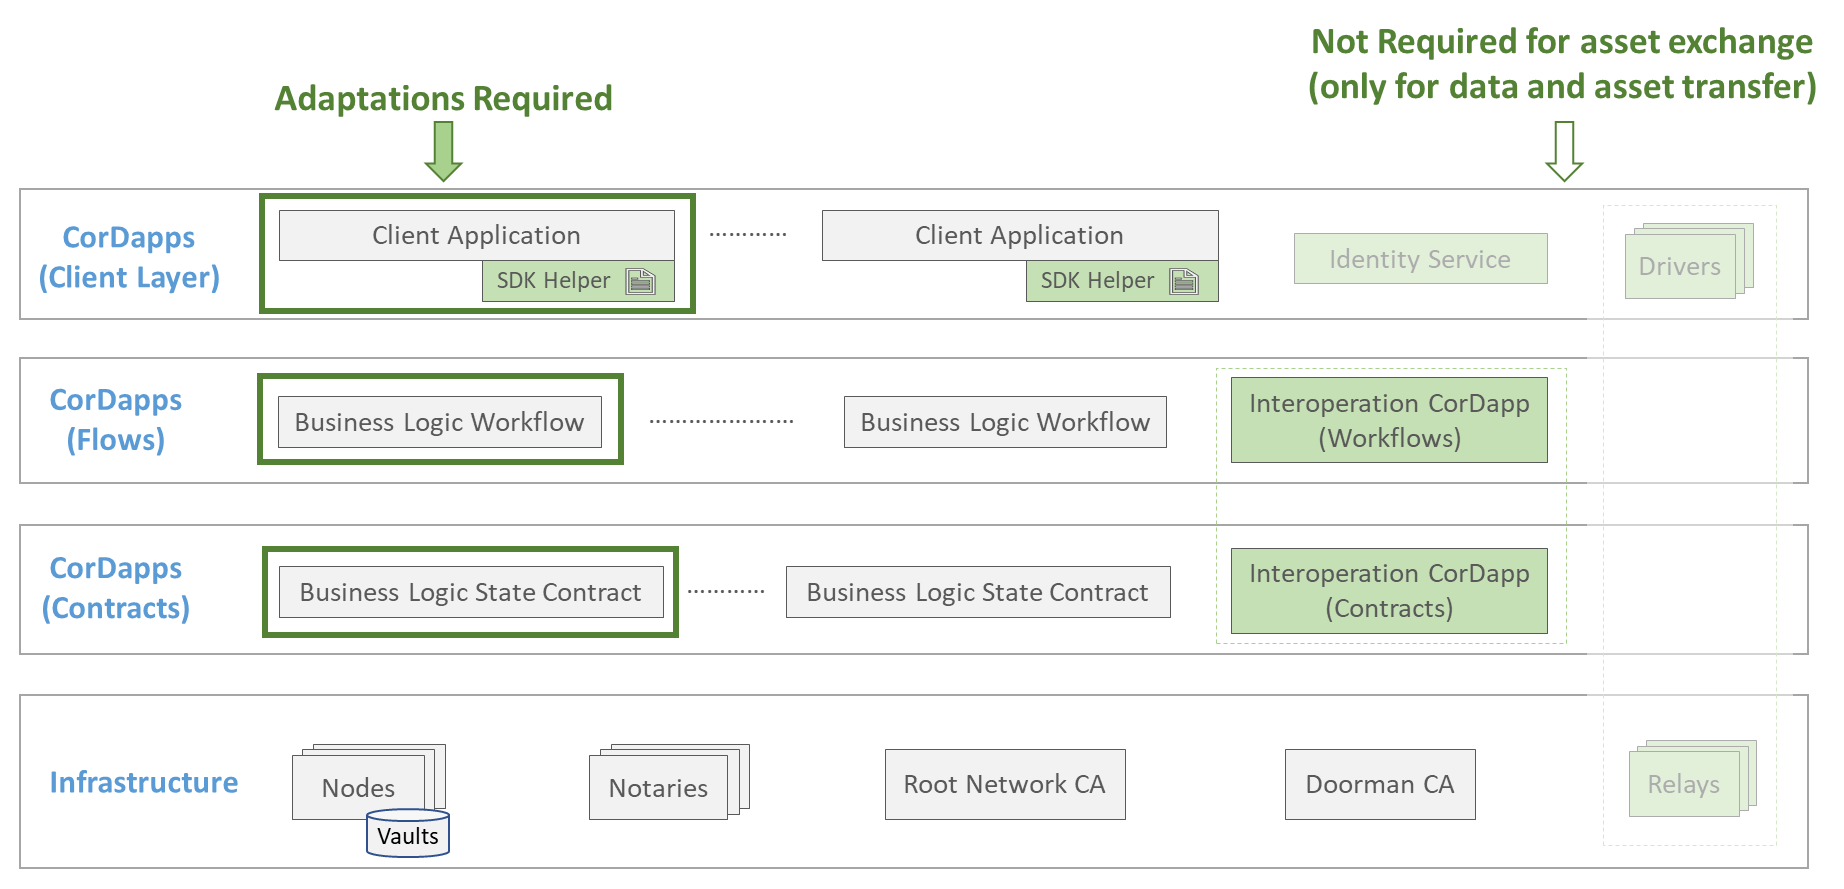 Not Required for asset exchange
(only for data and asset transfer)
Adaptations Required
CorDapps
(Client Layer)
Client Application
SDK Helper
............
Client Application
SDK Helper
Identity Service
Drivers
CorDapps
(Flows)
Business Logic Workflow
......................
Business Logic Workflow
Interoperation CorDapp
(Workflows)
CorDapps
(Contracts)
Business Logic State Contract
............
Business Logic State Contract
Interoperation CorDapp
(Contracts)
Infrastructure
Nodes
Vaults
Notaries
Root Network CA
Doorman CA
Relays